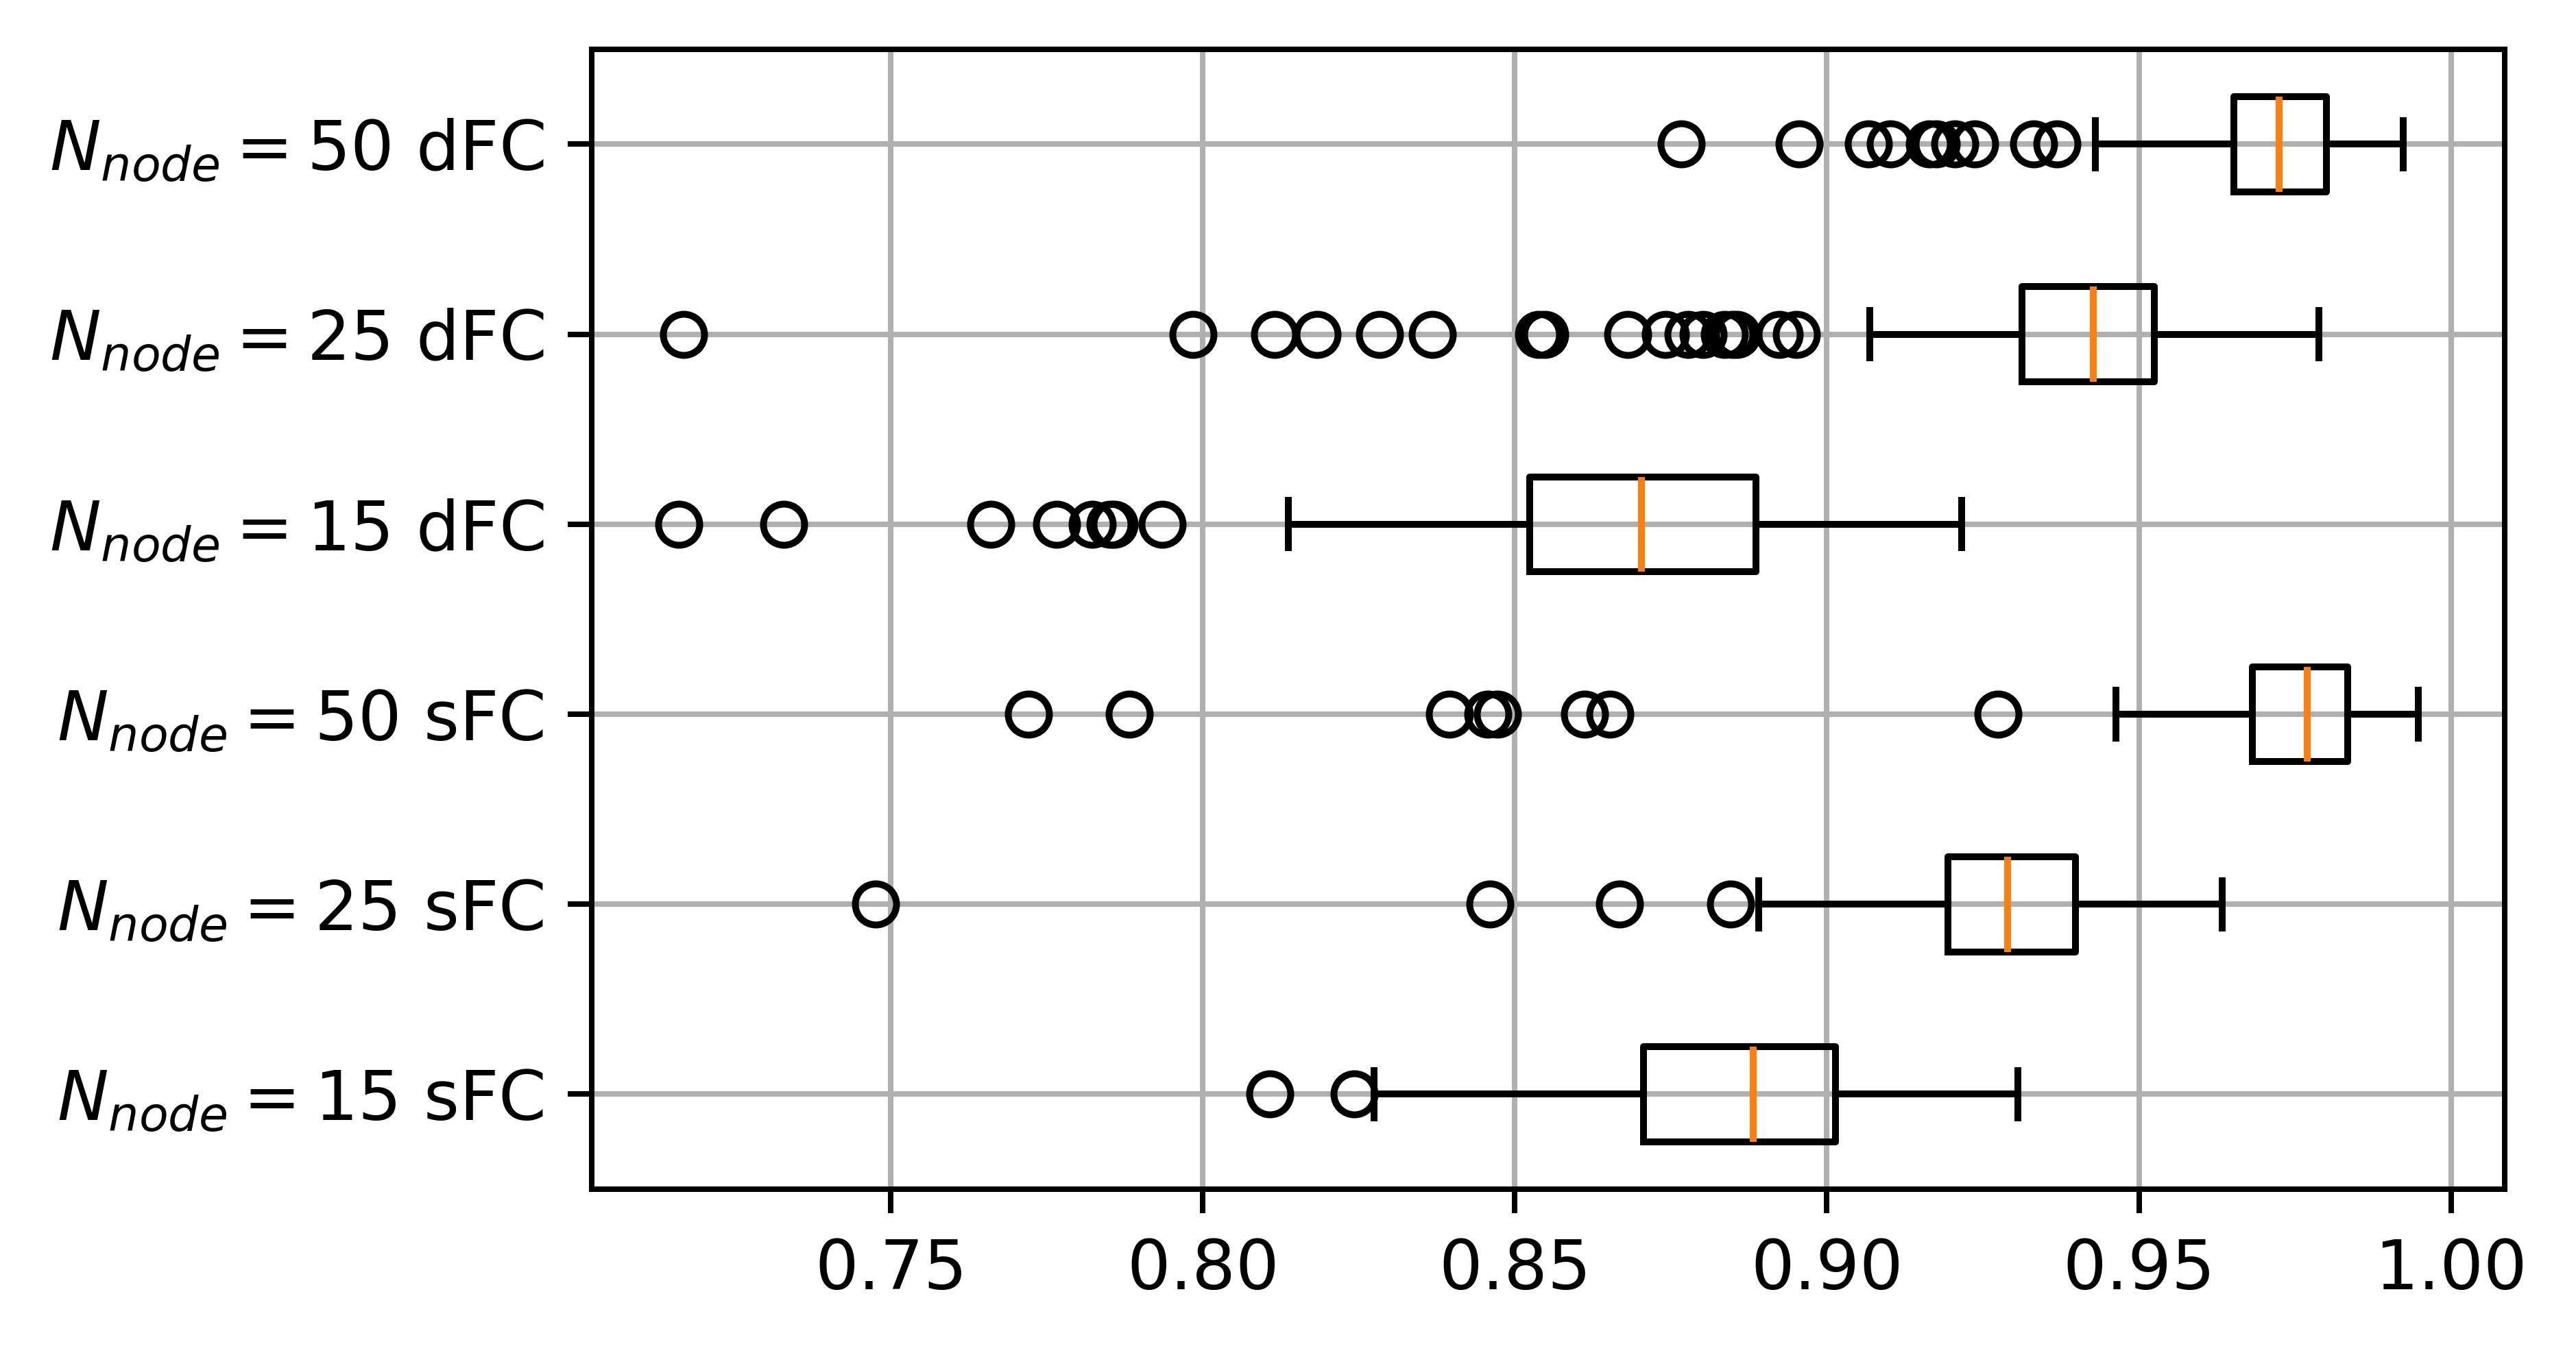 N_node = 50 dFC
N_node = 25 dFC
N_node = 15 dFC
N_node = 50 sFC
N_node = 25 sFC
N_node = 15 sFC
0.75 0.80 0.85 0.90 0.95 1.00